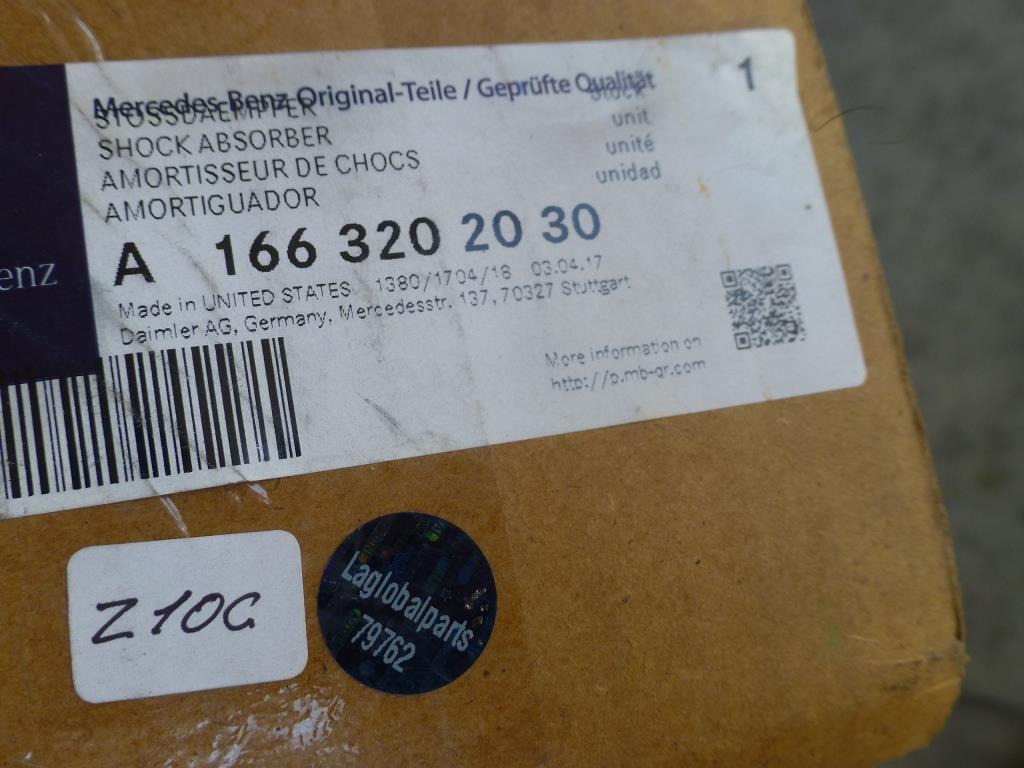 Mercedes-Benz Original-Teile / Geprüfte Qualität
1
STOSSDAEMPFER
SHOCK ABSORBER
AMORTISSEUR DE CHOCS
AMORTIGUADOR
Stück
unit
unité
unidad
A 166 320 20 30
Made in UNITED STATES 1380/1704/18 03.04.17
Daimler AG, Germany, Mercedesstr. 137, 70327 Stuttgart
More information on
http://p.mb-qr.com
enz
Z10C
Laglobalparts
79762